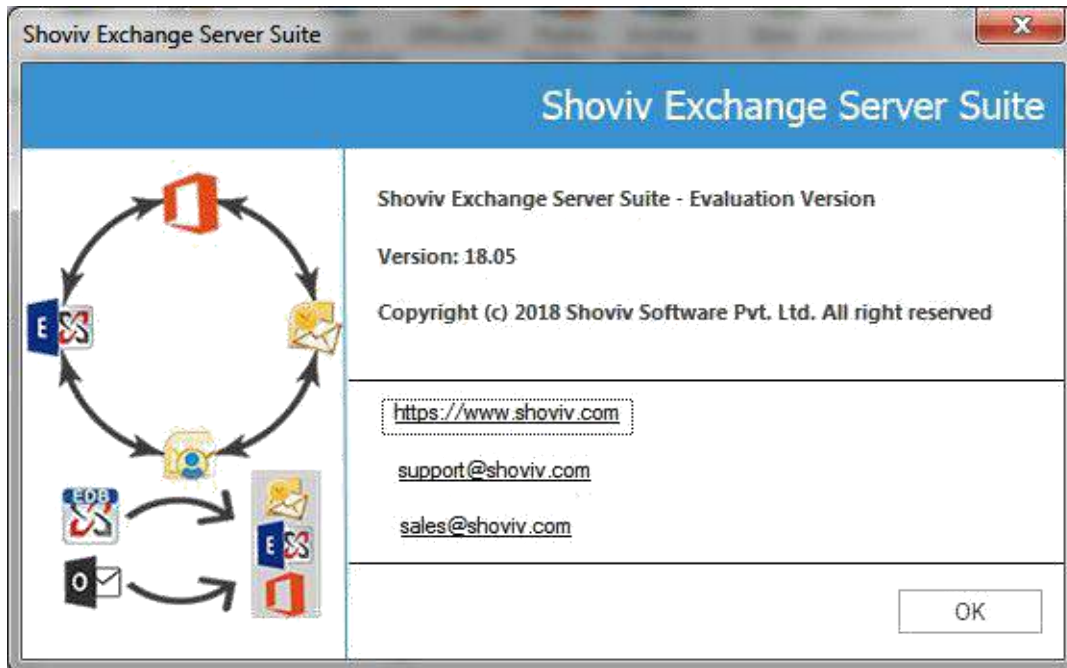 Shoviv Exchange Server Suite
X
Shoviv Exchange Server Suite
Shoviv Exchange Server Suite - Evaluation Version
Version: 18.05
Copyright (c) 2018 Shoviv Software Pvt. Ltd. All right reserved
E
https://www.shoviv.com
support@shoviv.com
EDB
sales@shoviv.com
E
O
OK